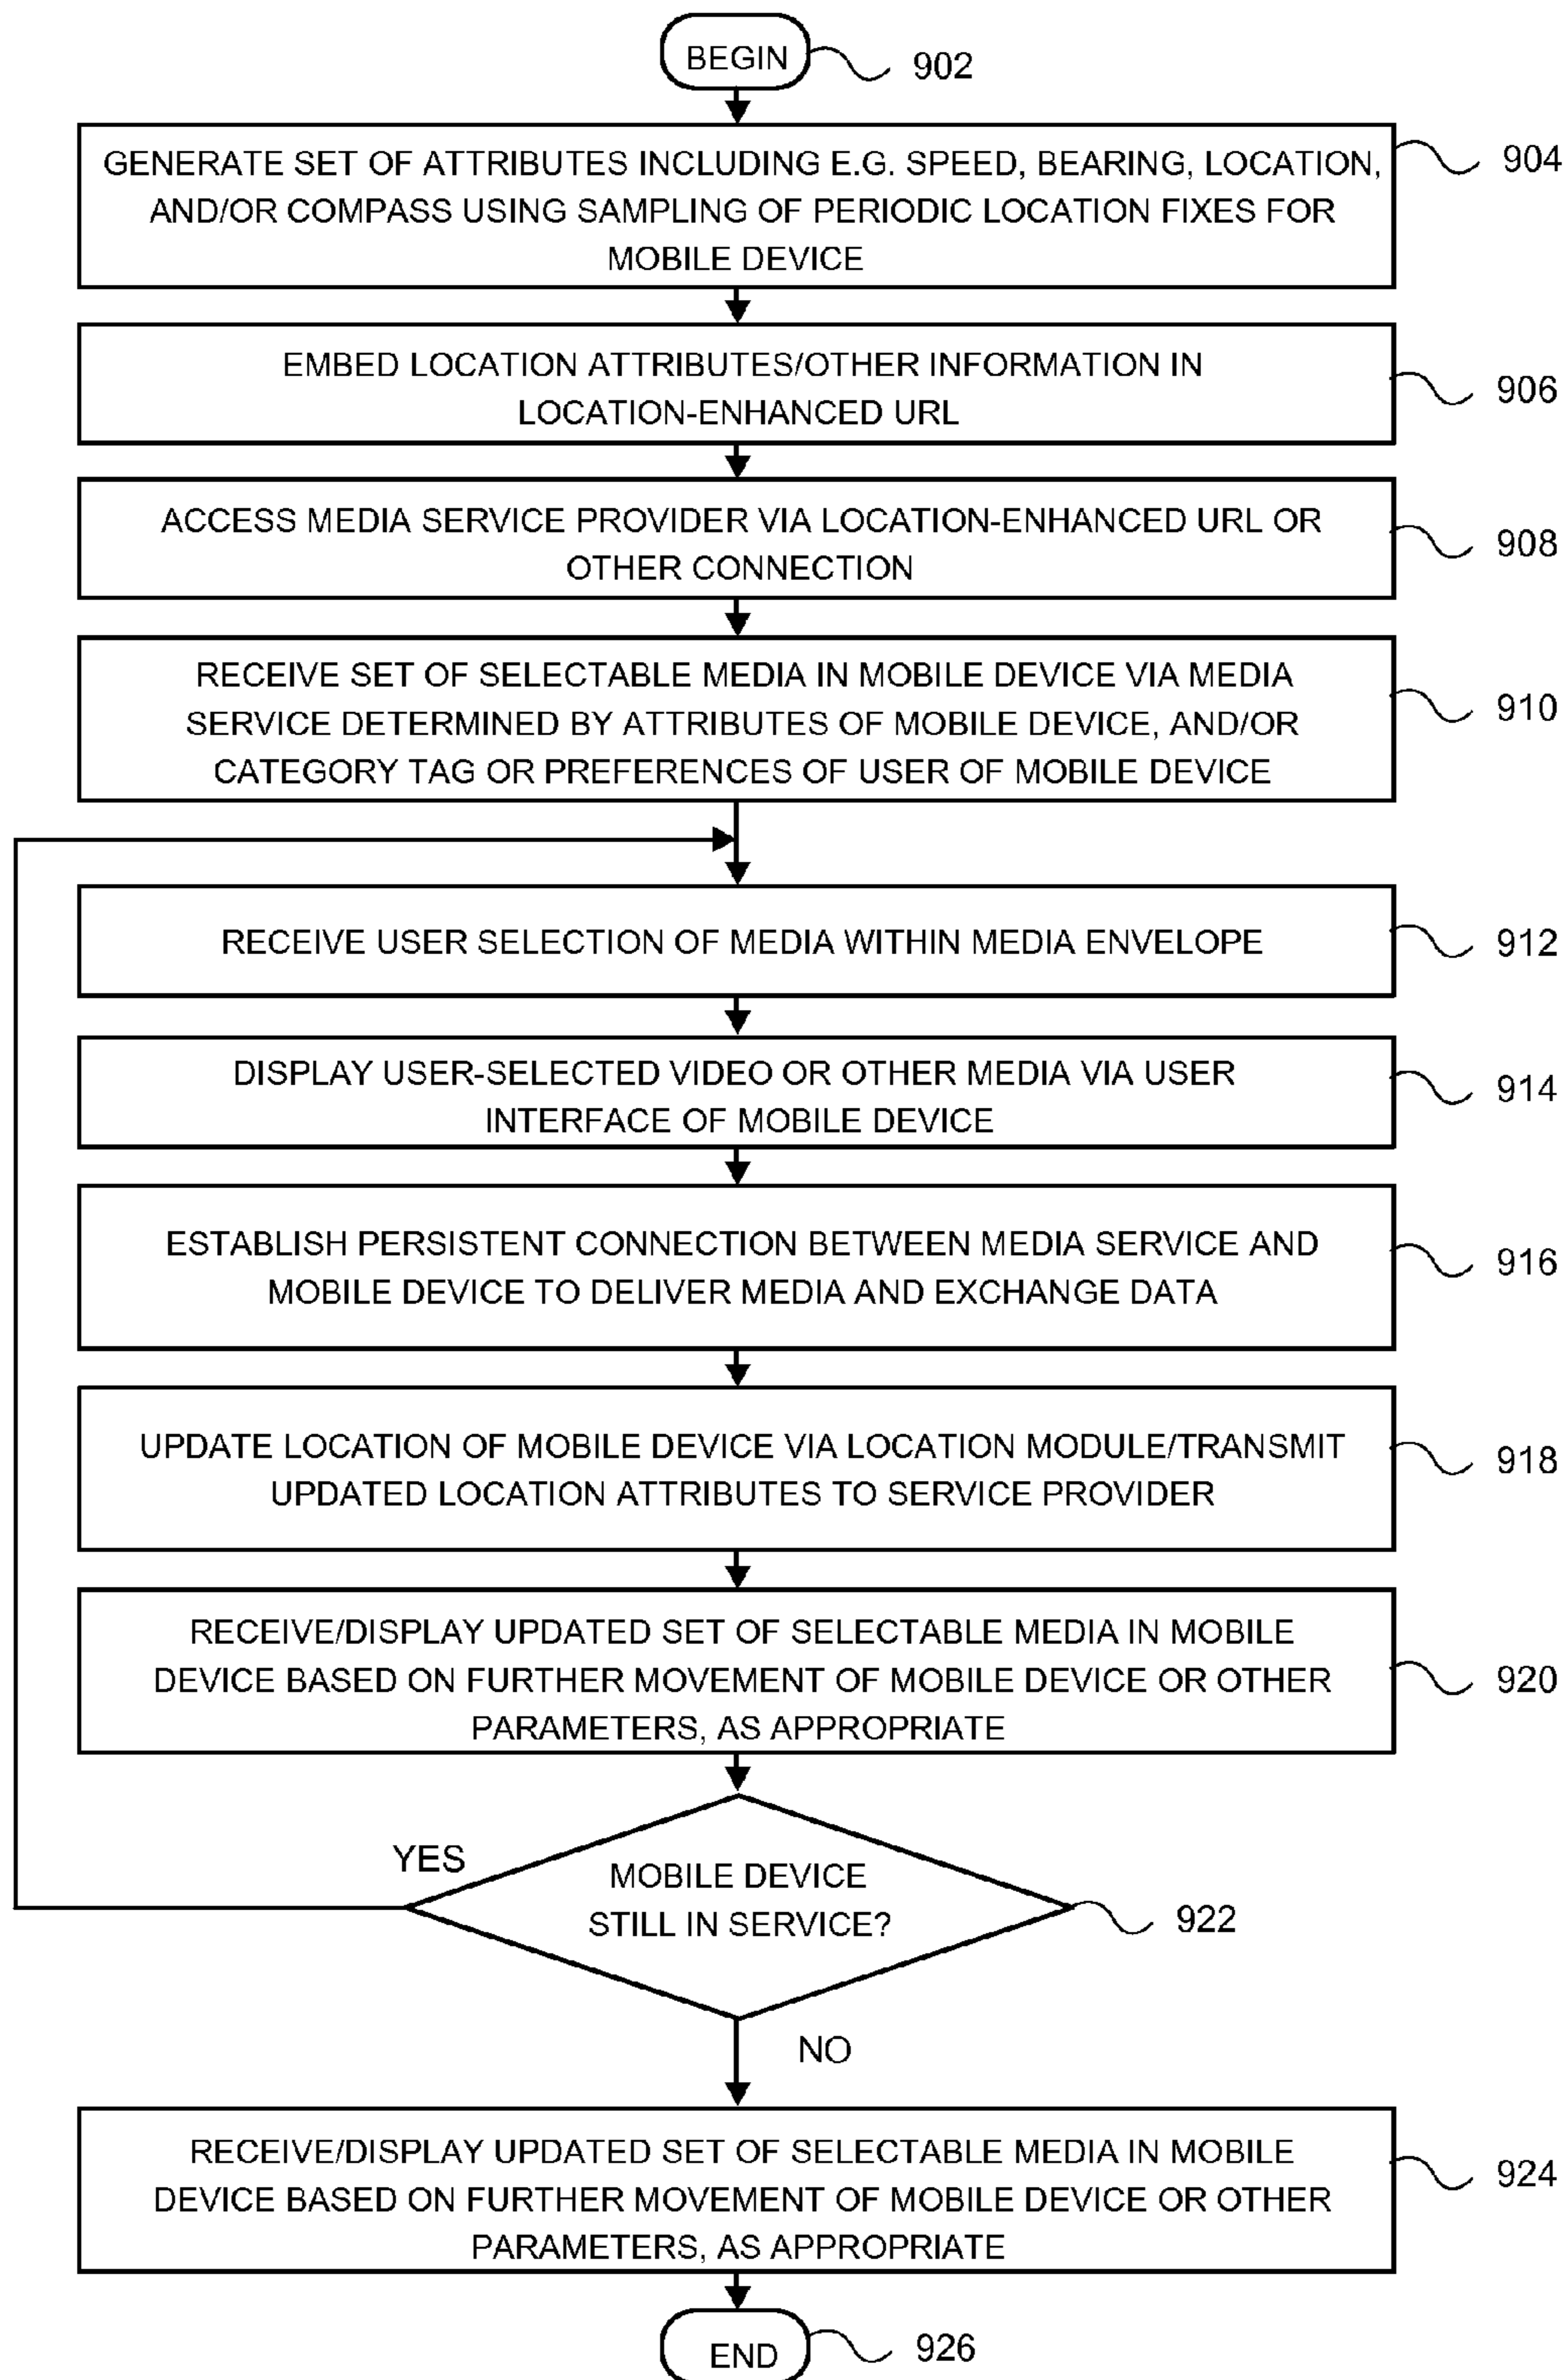 BEGIN
902
GENERATE SET OF ATTRIBUTES INCLUDING E.G. SPEED, BEARING, LOCATION,
AND/OR COMPASS USING SAMPLING OF PERIODIC LOCATION FIXES FOR
MOBILE DEVICE
904
EMBED LOCATION ATTRIBUTES/OTHER INFORMATION IN
LOCATION-ENHANCED URL
906
ACCESS MEDIA SERVICE PROVIDER VIA LOCATION-ENHANCED URL OR
OTHER CONNECTION
908
RECEIVE SET OF SELECTABLE MEDIA IN MOBILE DEVICE VIA MEDIA
SERVICE DETERMINED BY ATTRIBUTES OF MOBILE DEVICE, AND/OR
CATEGORY TAG OR PREFERENCES OF USER OF MOBILE DEVICE
910
RECEIVE USER SELECTION OF MEDIA WITHIN MEDIA ENVELOPE
912
DISPLAY USER-SELECTED VIDEO OR OTHER MEDIA VIA USER
INTERFACE OF MOBILE DEVICE
914
ESTABLISH PERSISTENT CONNECTION BETWEEN MEDIA SERVICE AND
MOBILE DEVICE TO DELIVER MEDIA AND EXCHANGE DATA
916
UPDATE LOCATION OF MOBILE DEVICE VIA LOCATION MODULE/TRANSMIT
UPDATED LOCATION ATTRIBUTES TO SERVICE PROVIDER
918
RECEIVE/DISPLAY UPDATED SET OF SELECTABLE MEDIA IN MOBILE
DEVICE BASED ON FURTHER MOVEMENT OF MOBILE DEVICE OR OTHER
PARAMETERS, AS APPROPRIATE
920
YES
MOBILE DEVICE
STILL IN SERVICE?
922
NO
RECEIVE/DISPLAY UPDATED SET OF SELECTABLE MEDIA IN MOBILE
DEVICE BASED ON FURTHER MOVEMENT OF MOBILE DEVICE OR OTHER
PARAMETERS, AS APPROPRIATE
924
END
926